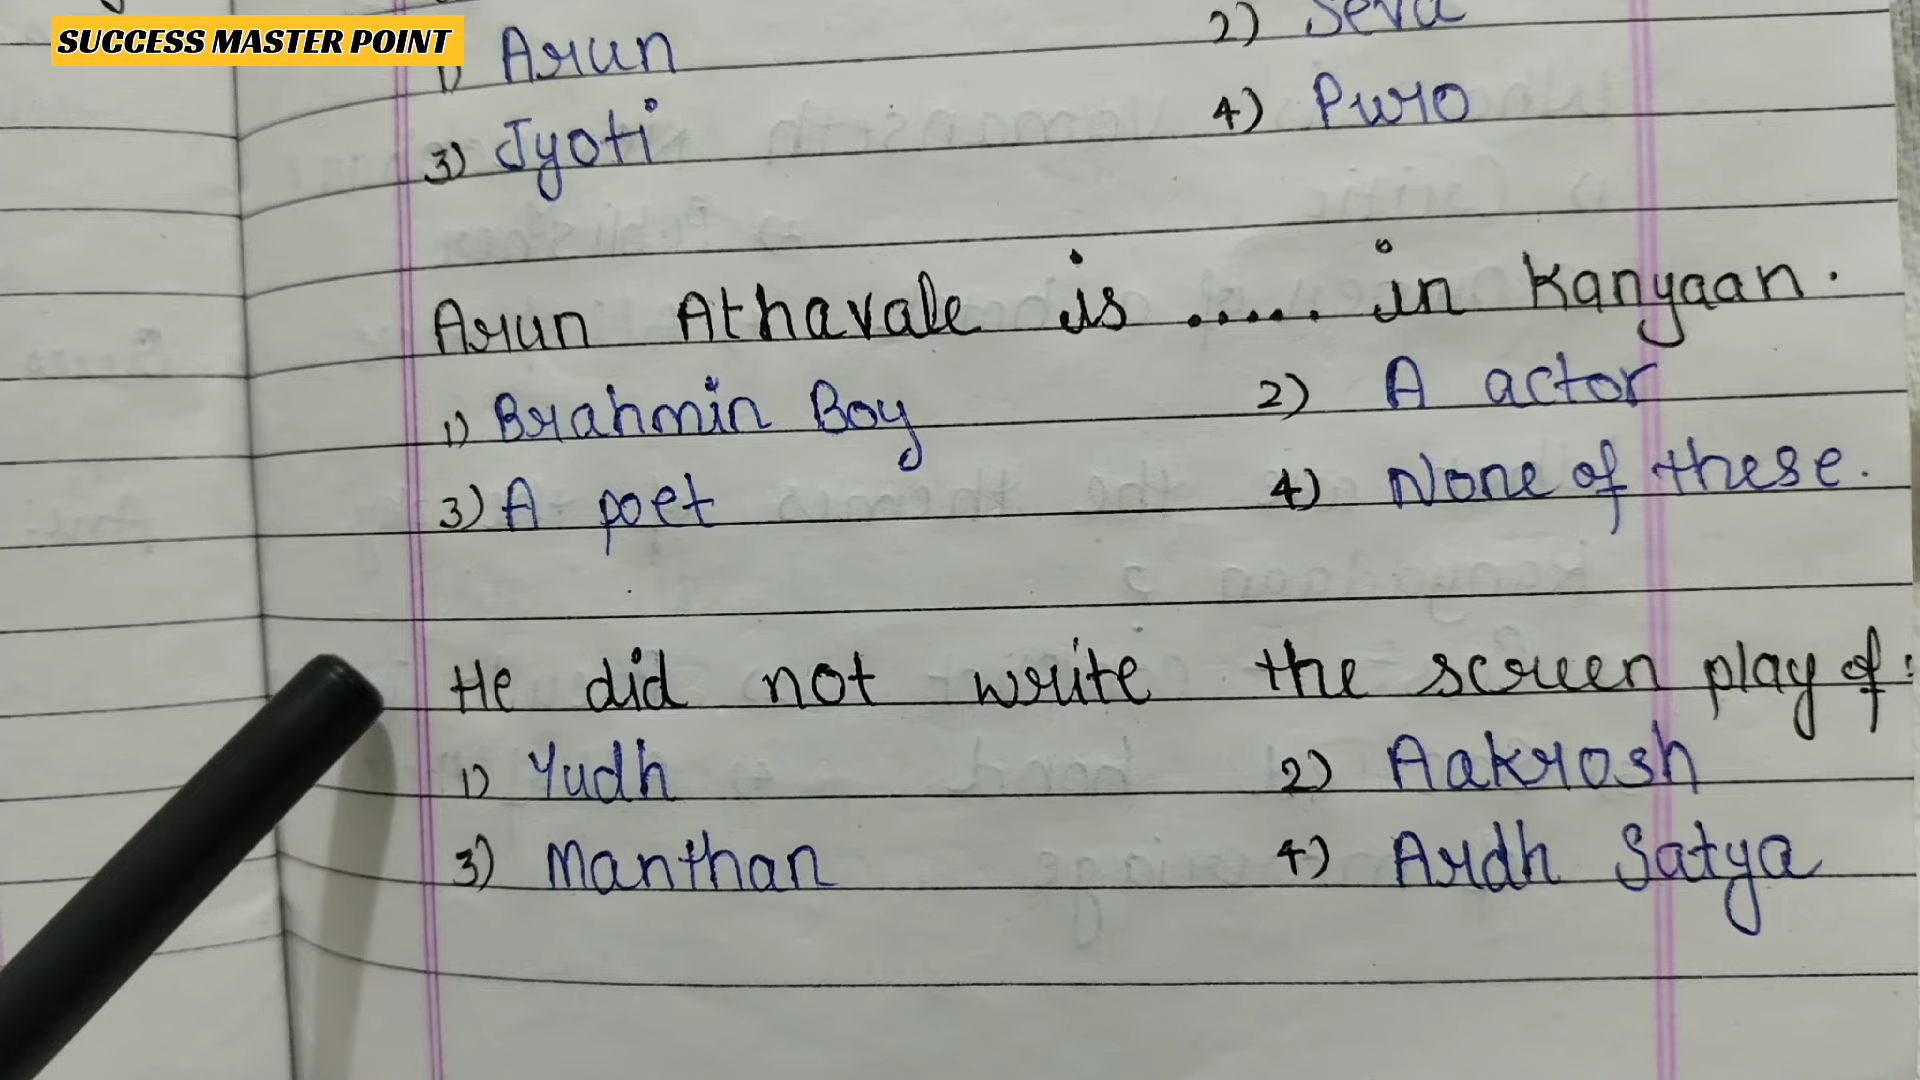 SUCCESS MASTER POINT
1) Arun
2) Seva
3) Jyoti
4) Puro
Arun Athavale is ..... in Kanyaan.
1) Brahmin Boy
2) A actor
3) A poet
4) None of these.
He did not write the screen play of:
1) Yudh
2) Aakrosh
3) Manthan
4) Ardh Satya